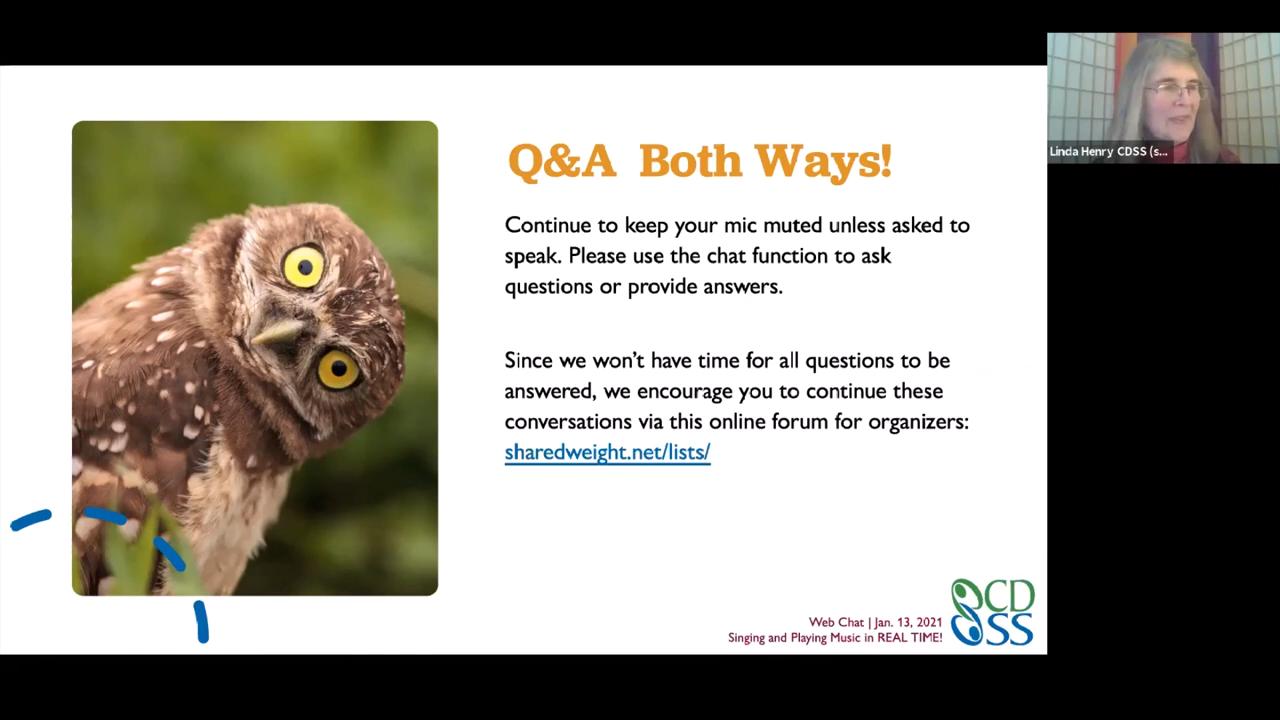 Q&A Both Ways!
Continue to keep your mic muted unless asked to
speak. Please use the chat function to ask
questions or provide answers.
Since we won’t have time for all questions to be
answered, we encourage you to continue these
conversations via this online forum for organizers:
sharedweight.net/lists/
Web Chat | Jan. 13, 2021
Singing and Playing Music in REAL TIME!
CD
SS
Linda Henry CDSS (s...